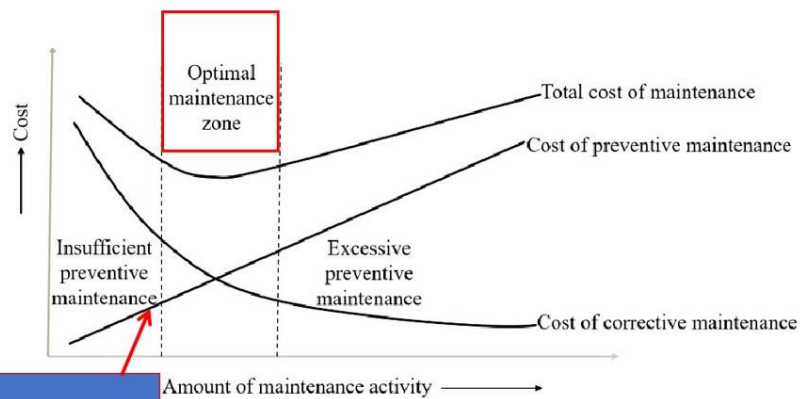 Optimal
maintenance
zone
Cost
Total cost of maintenance
Cost of preventive maintenance
Insufficient
preventive
maintenance
Excessive
preventive
maintenance
Cost of corrective maintenance
Amount of maintenance activity